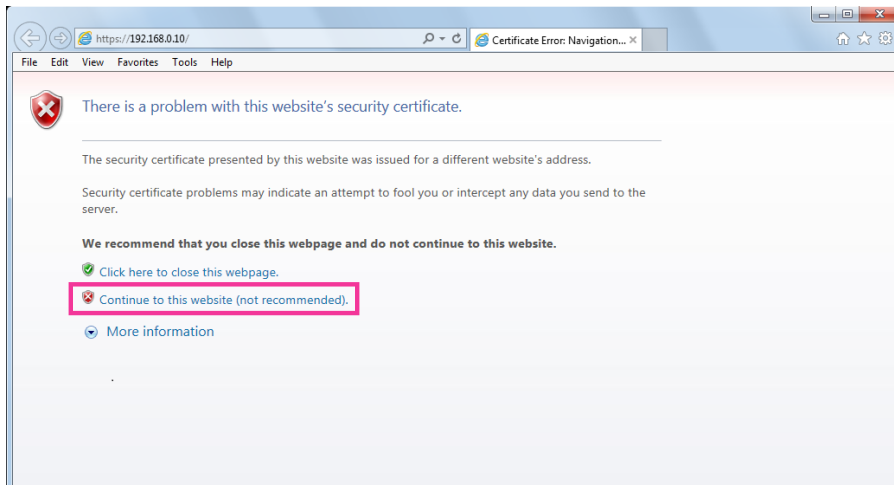 https://192.168.0.10/
Certificate Error: Navigation...
File Edit View Favorites Tools Help
There is a problem with this website's security certificate.
The security certificate presented by this website was issued for a different website's address.
Security certificate problems may indicate an attempt to fool you or intercept any data you send to the
server.
We recommend that you close this webpage and do not continue to this website.
Click here to close this webpage.
Continue to this website (not recommended).
More information
.